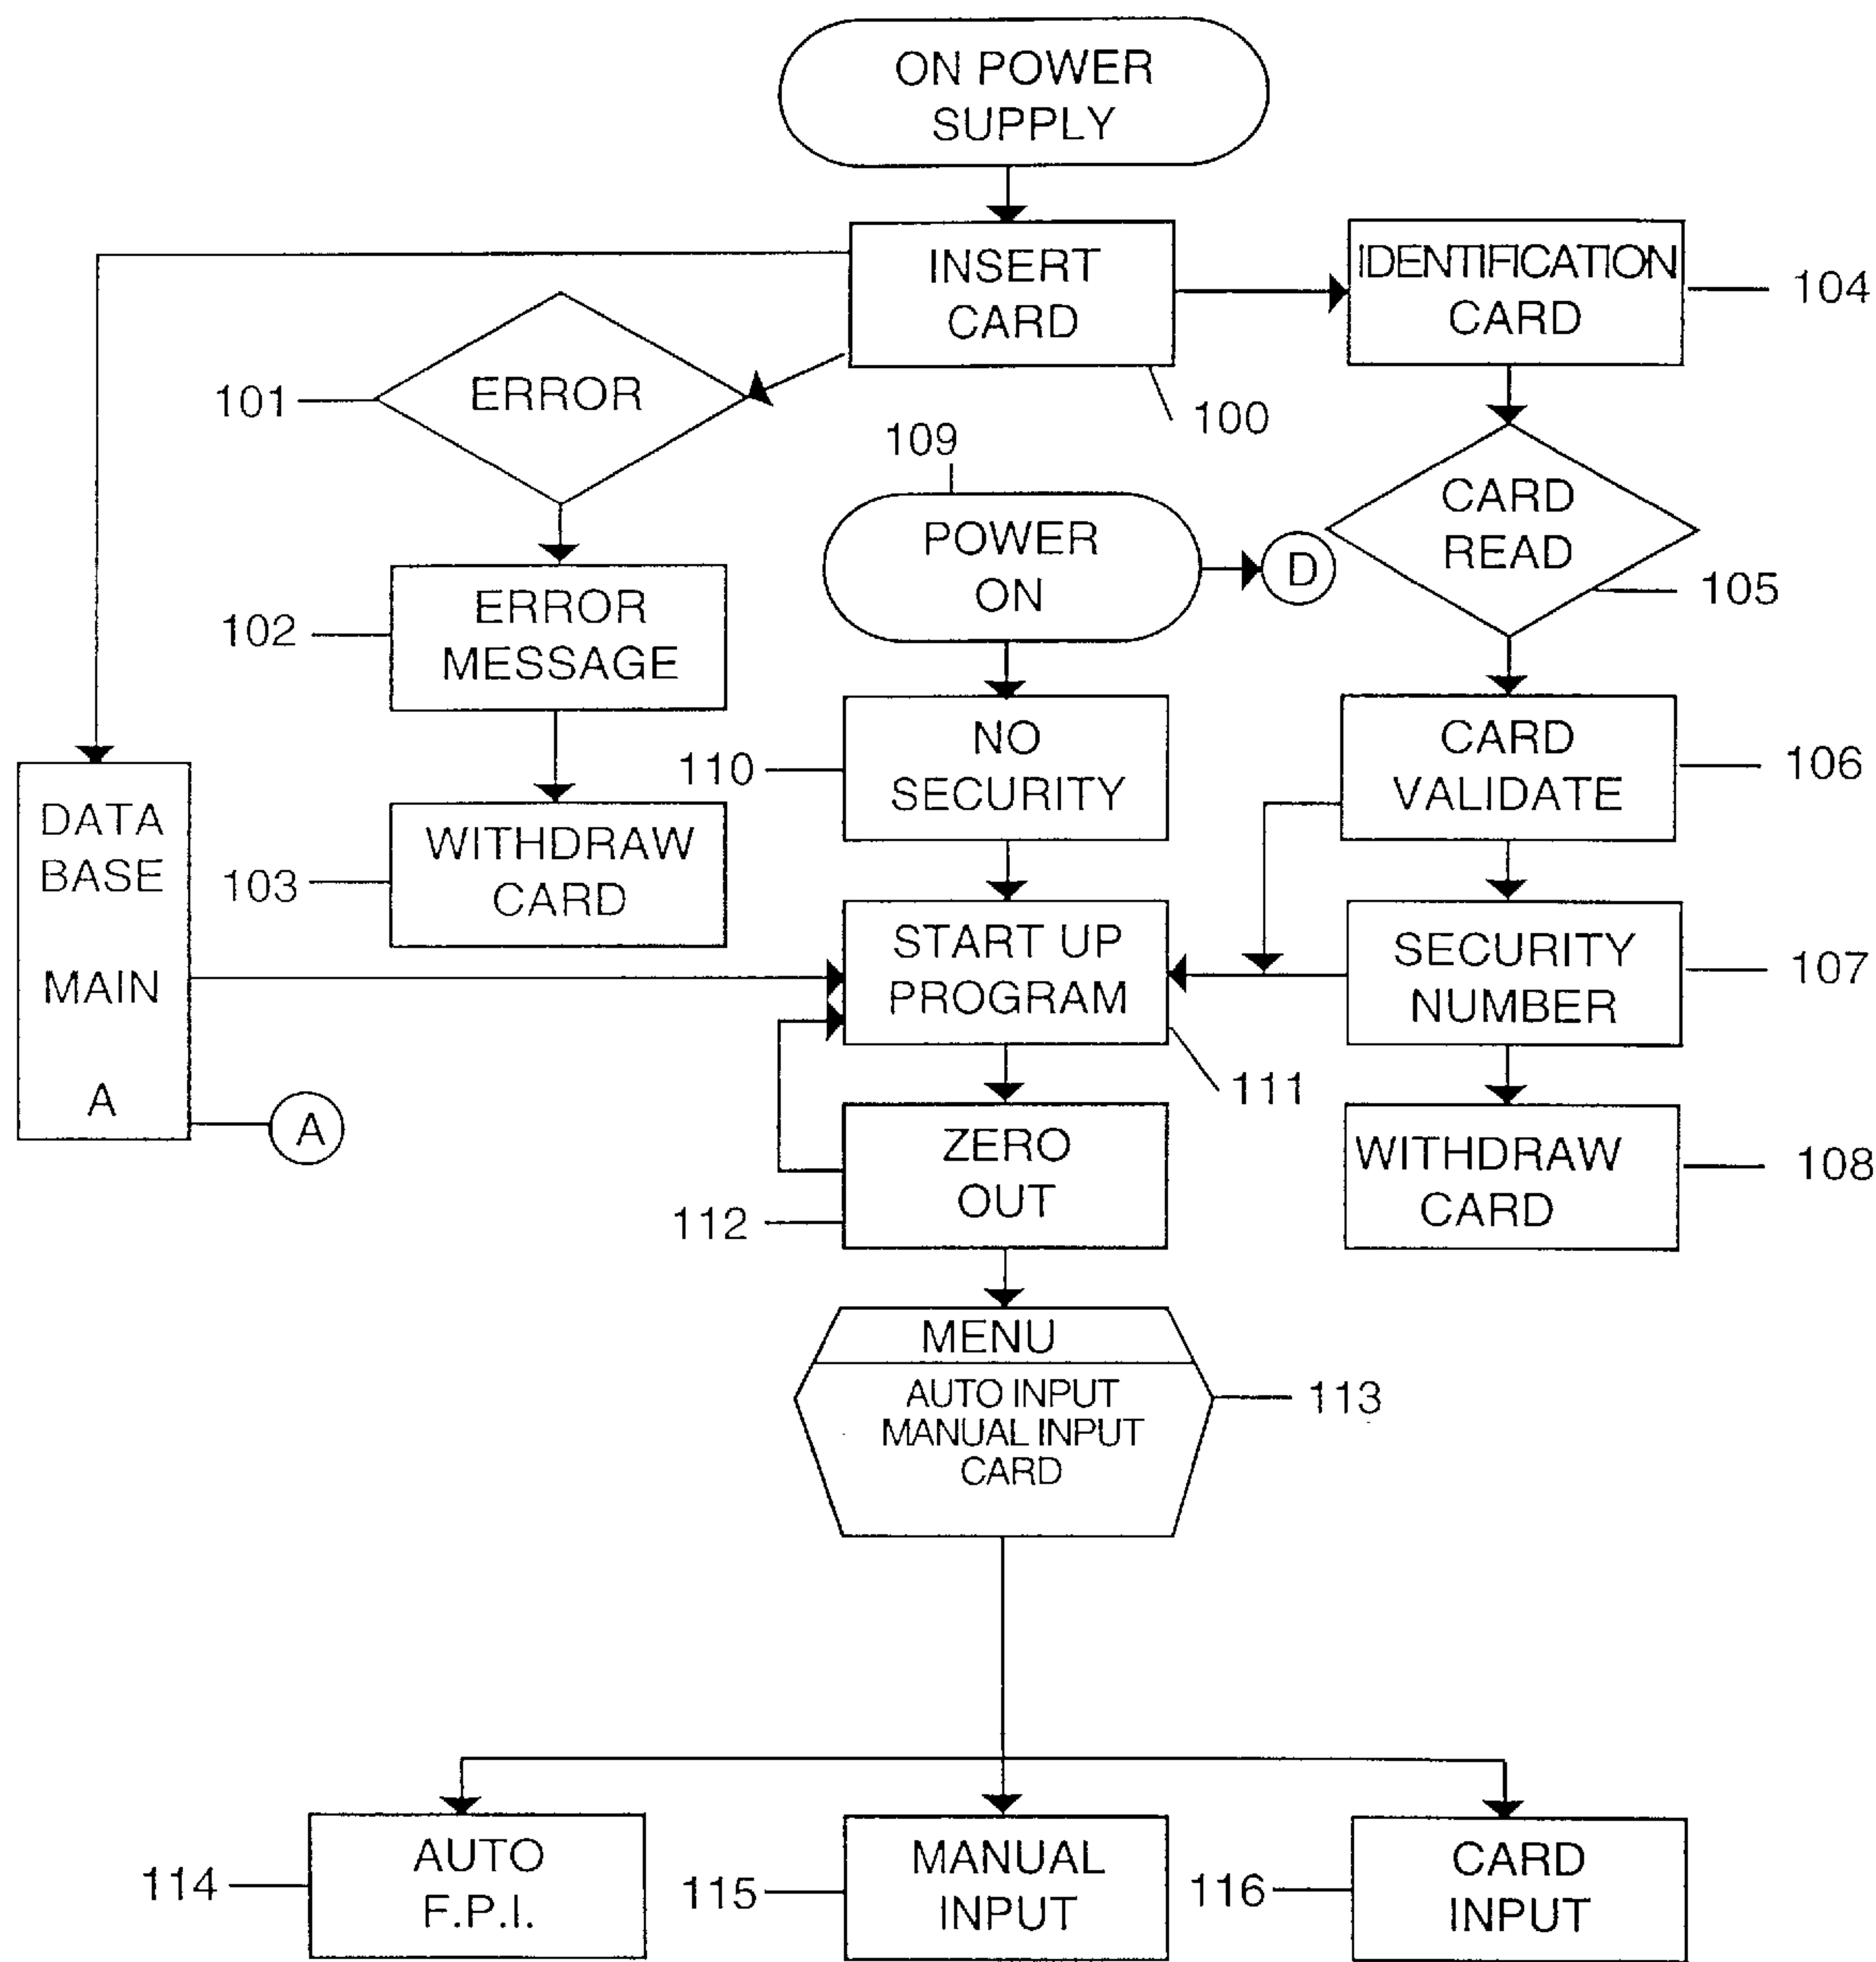 ON POWER
SUPPLY
INSERT
CARD
100
IDENTIFICATION
CARD
104
ERROR
101
109
CARD
READ
105
POWER
ON
D
ERROR
MESSAGE
102
NO
SECURITY
110
CARD
VALIDATE
106
DATA
BASE
MAIN
A
A
WITHDRAW
CARD
103
START UP
PROGRAM
111
SECURITY
NUMBER
107
ZERO
OUT
112
WITHDRAW
CARD
108
MENU
AUTO INPUT
MANUAL INPUT
CARD
113
AUTO
F.P.I.
114
MANUAL
INPUT
115
CARD
INPUT
116